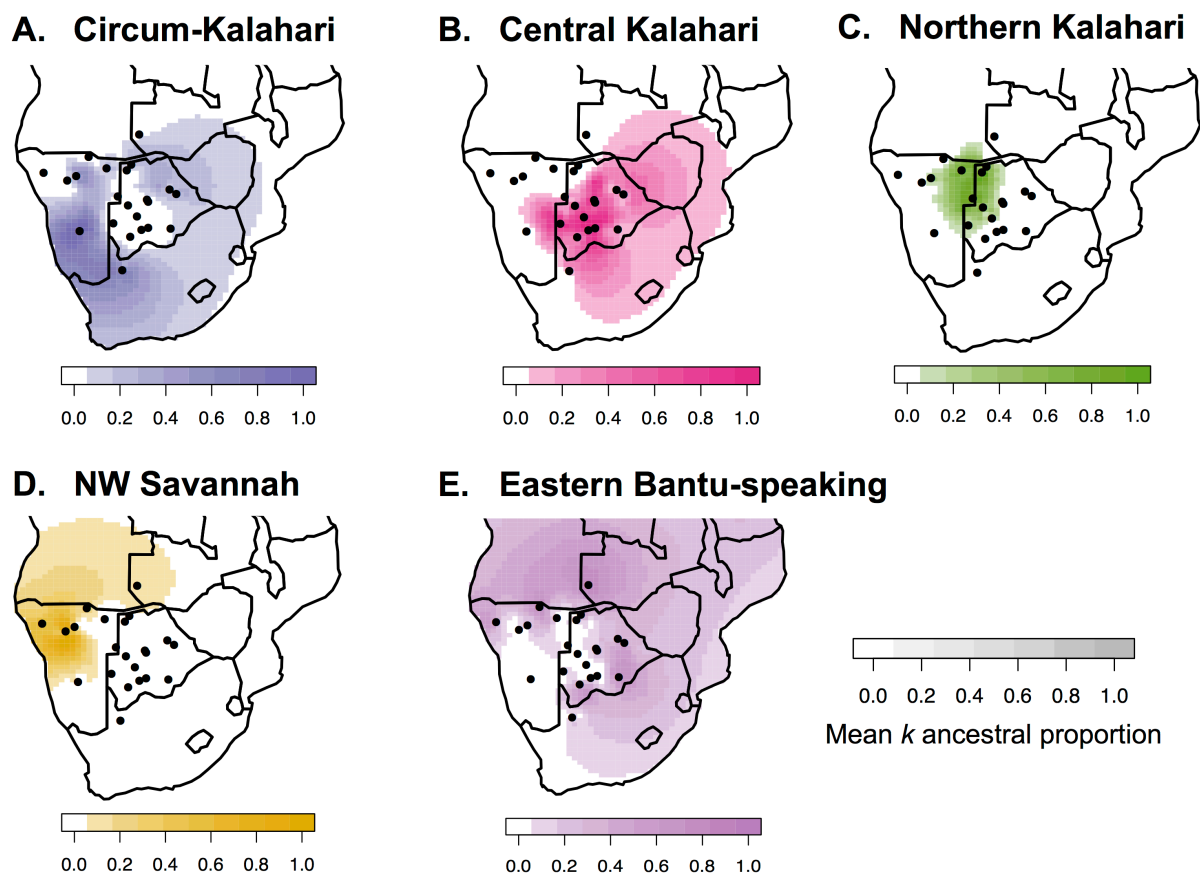 A. Circum-Kalahari
B. Central Kalahari
C. Northern Kalahari
0.0 0.2 0.4 0.6 0.8 1.0
0.0 0.2 0.4 0.6 0.8 1.0
0.0 0.2 0.4 0.6 0.8 1.0
D. NW Savannah
E. Eastern Bantu-speaking
0.0 0.2 0.4 0.6 0.8 1.0
0.0 0.2 0.4 0.6 0.8 1.0
0.0 0.2 0.4 0.6 0.8 1.0
Mean k ancestral proportion